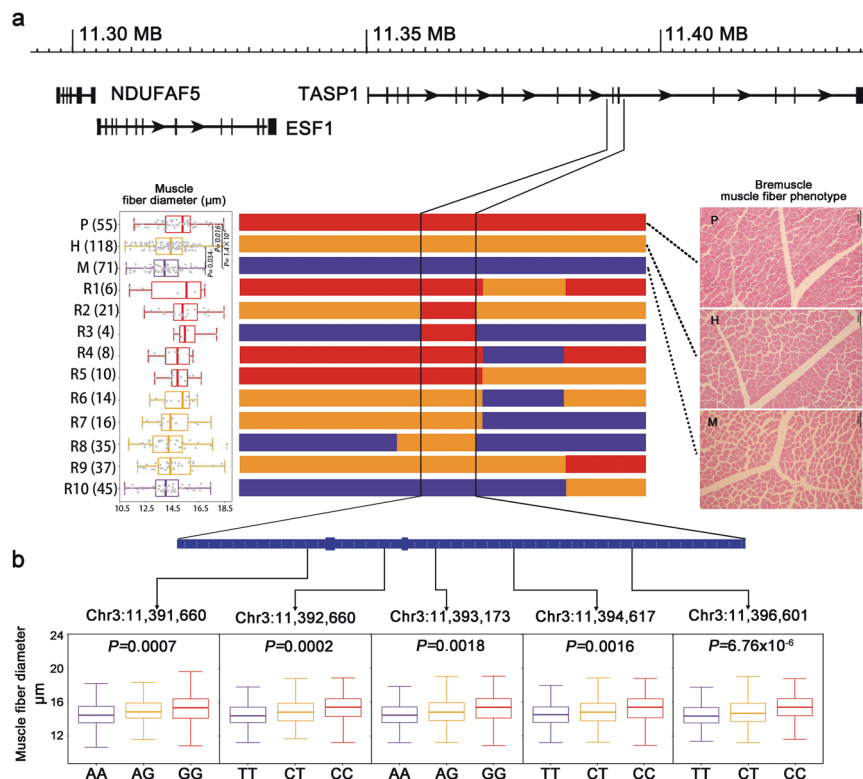 a
11.30 MB 11.35 MB 11.40 MB
NDUFAF5 TASP1
ESF1
Muscle
fiber diameter (μm)
Bremuscle
muscle fiber phenotype
P (55)
H (118)
M (71)
R1(6)
R2 (21)
R3 (4)
R4 (8)
R5 (10)
R6 (14)
R7 (16)
R8 (35)
R9 (37)
R10 (45)
P=0.016
P=0.034
10.5 12.5 14.5 16.5 18.5
P
H
M
b
Chr3:11,391,660 Chr3:11,392,660 Chr3:11,393,173 Chr3:11,394,617 Chr3:11,396,601
Muscle fiber diameter
μm
24
20
16
12
P=0.0007 P=0.0002 P=0.0018 P=0.0016 P=6.76x10⁻⁶
AA AG GG TT CT CC AA AG GG TT CT CC TT CT CC